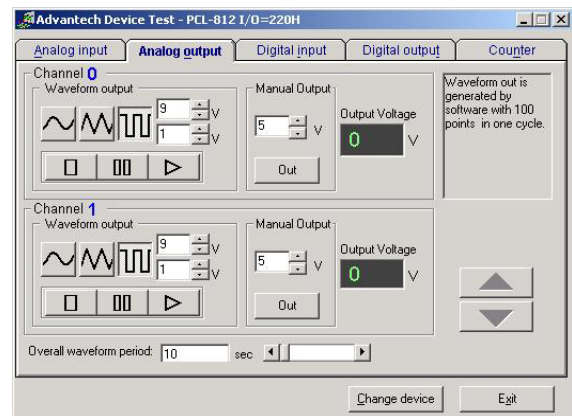 Advantech Device Test - PCL-812 I/O=220H
Analog input
Analog output
Digital input
Digital output
Counter
Channel 0
Waveform output
9 V
1 V
Manual Output
5 V
Out
Output Voltage
0 V
Waveform out is
generated by
software with 100
points in one cycle.
Channel 1
Waveform output
9 V
1 V
Manual Output
5 V
Out
Output Voltage
0 V
Overall waveform period: 10 sec
Change device
Exit